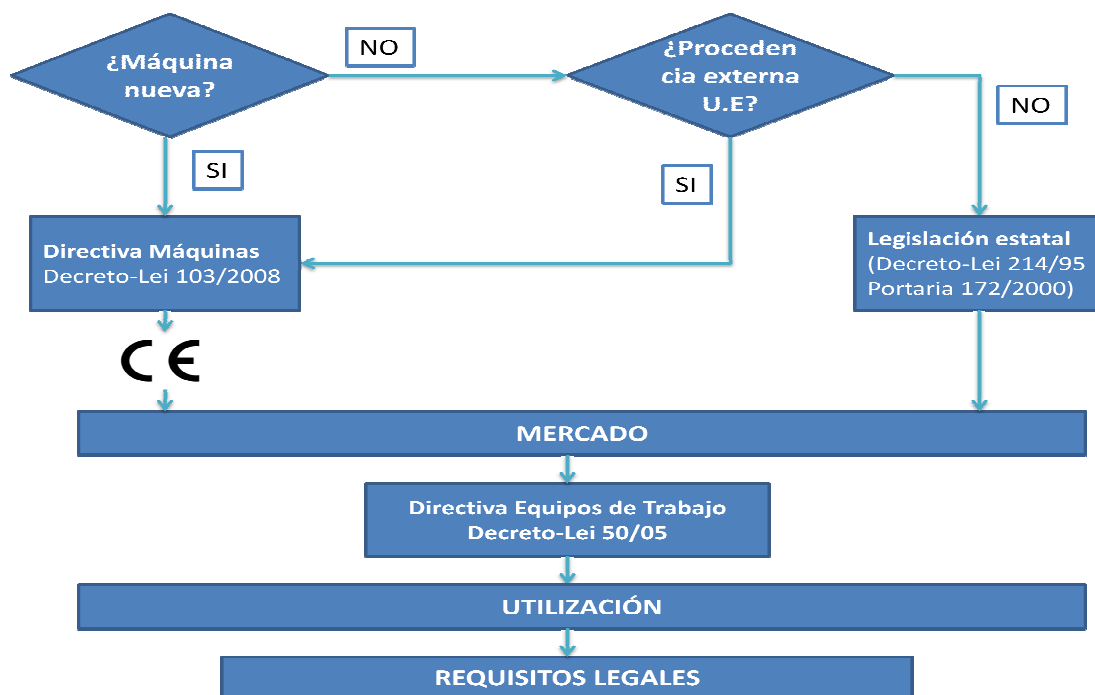 ¿Máquina
nueva?
NO
¿Proceden
cia externa
U.E?
NO
SI
SI
Directiva Máquinas
Decreto-Lei 103/2008
Legislación estatal
(Decreto-Lei 214/95
Portaria 172/2000)
CE
MERCADO
Directiva Equipos de Trabajo
Decreto-Lei 50/05
UTILIZACIÓN
REQUISITOS LEGALES